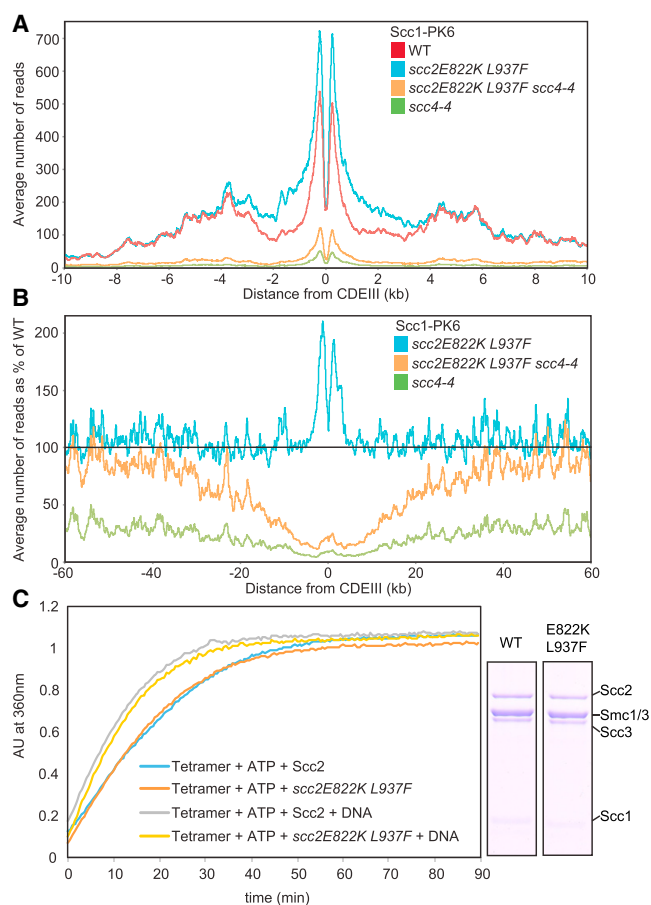 A
Scc1-PK6
WT
scc2E822K L937F
scc2E822K L937F scc4-4
scc4-4
Average number of reads
700
600
500
400
300
200
100
0
-10 -8 -6 -4 -2 0 2 4 6 8 10
Distance from CDEIII (kb)
B
Scc1-PK6
scc2E822K L937F
scc2E822K L937F scc4-4
scc4-4
Average number of reads as % of WT
200
150
100
50
0
-60 -40 -20 0 20 40 60
Distance from CDEIII (kb)
C
AU at 360nm
1.2
1
0.8
0.6
0.4
0.2
0
Tetramer + ATP + Scc2
Tetramer + ATP + scc2E822K L937F
Tetramer + ATP + Scc2 + DNA
Tetramer + ATP + scc2E822K L937F + DNA
0 10 20 30 40 50 60 70 80 90
time (min)
WT
E822K
L937F
Scc2
Smc1/3
Scc3
Scc1